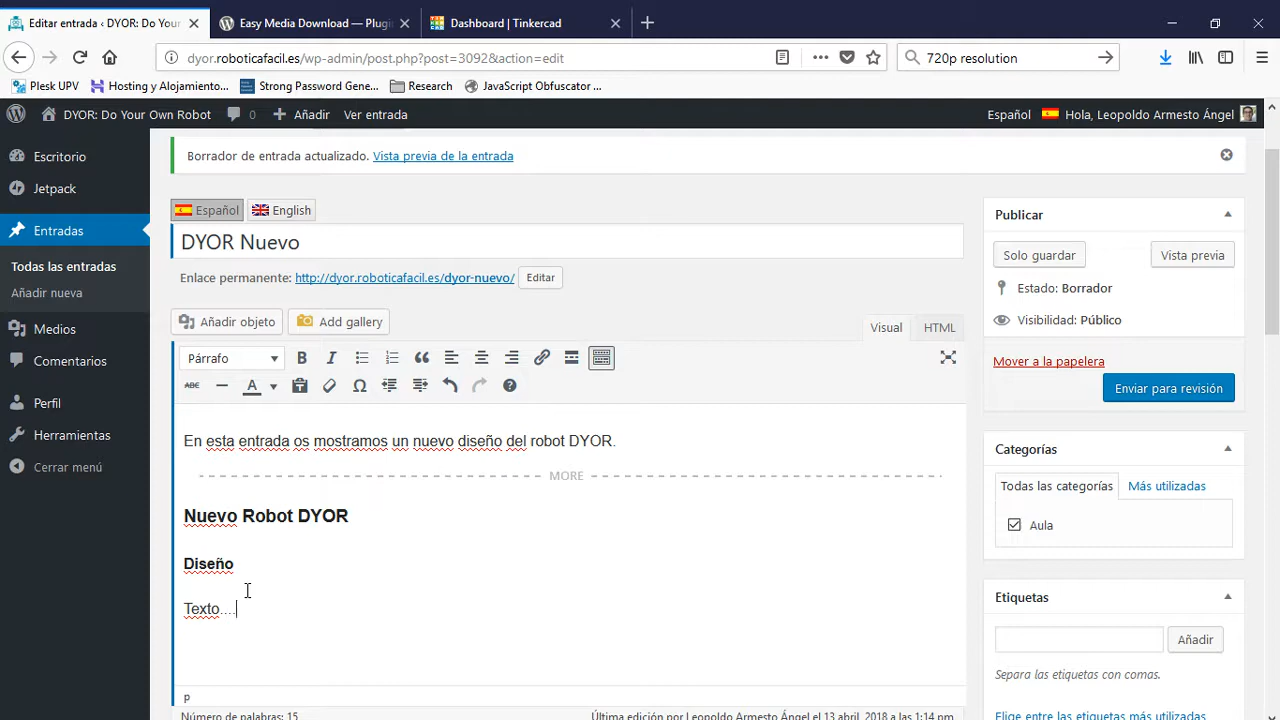 Editar entrada ‹ DYOR: Do Your
Easy Media Download — Plugi
Dashboard | Tinkercad
dyor.roboticafacil.es/wp-admin/post.php?post=3092&action=edit
720p resolution
Plesk UPV
Hosting y Alojamiento...
Strong Password Gene...
Research
JavaScript Obfuscator ...
DYOR: Do Your Own Robot
0
Añadir
Ver entrada
Español
Hola, Leopoldo Armesto Ángel
Escritorio
Jetpack
Entradas
Todas las entradas
Añadir nueva
Medios
Comentarios
Perfil
Herramientas
Cerrar menú
Borrador de entrada actualizado. Vista previa de la entrada
Español
English
DYOR Nuevo
Enlace permanente: http://dyor.roboticafacil.es/dyor-nuevo/ Editar
Añadir objeto
Add gallery
Visual
HTML
Párrafo
B I
ABC A
En esta entrada os mostramos un nuevo diseño del robot DYOR.
MORE
Nuevo Robot DYOR
Diseño
Texto....
p
Número de palabras: 15
Última edición por Leopoldo Armesto Ángel el 13 abril, 2018 a las 1:14 pm
Publicar
Solo guardar
Vista previa
Estado: Borrador
Visibilidad: Público
Mover a la papelera
Enviar para revisión
Categorías
Todas las categorías
Más utilizadas
Aula
Etiquetas
Añadir
Separa las etiquetas con comas.
Elige entre las etiquetas más utilizadas